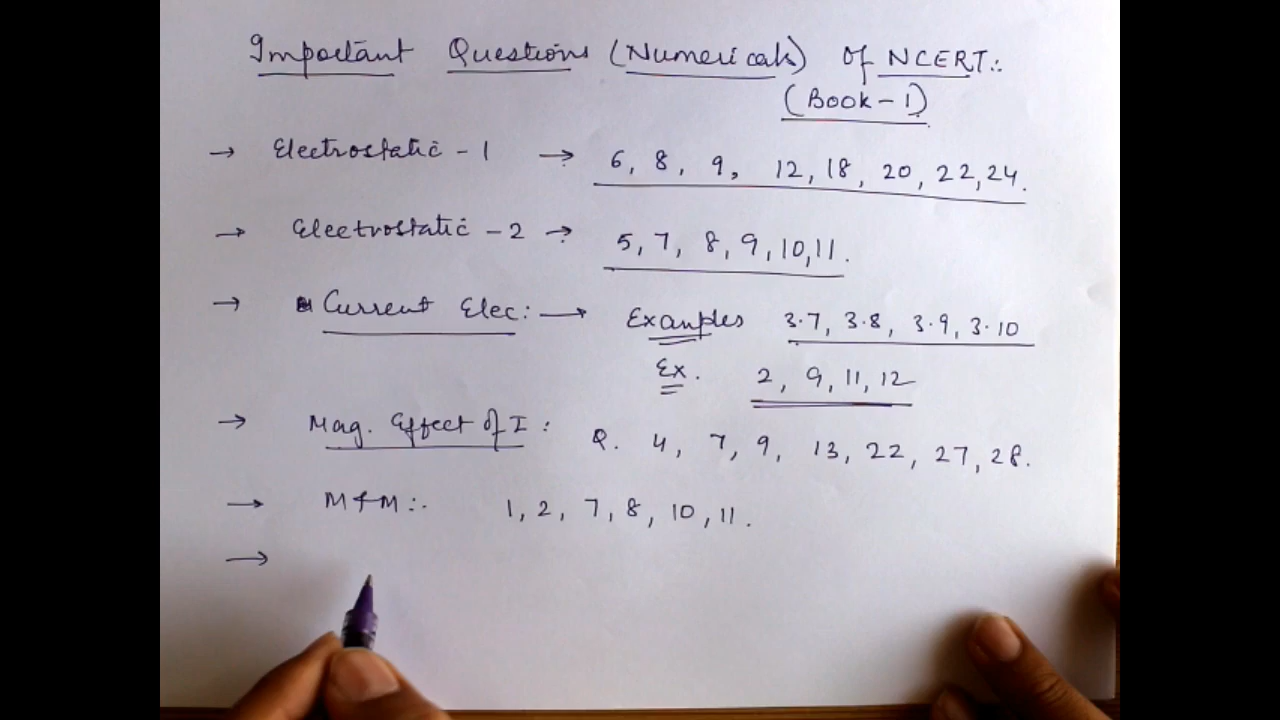 Important Questions (Numericals) Of NCERT:.
(Book-1)
→ Electrostatic-1 → 6, 8, 9, 12, 18, 20, 22, 24.
→ Electrostatic-2 → 5, 7, 8, 9, 10, 11.
→ Current Elec: → Examples 3.7, 3.8, 3.9, 3.10
Ex. 2, 9, 11, 12
→ Mag. Effect of I: Q. 4, 7, 9, 13, 22, 27, 28.
→ M&M:. 1, 2, 7, 8, 10, 11.
→